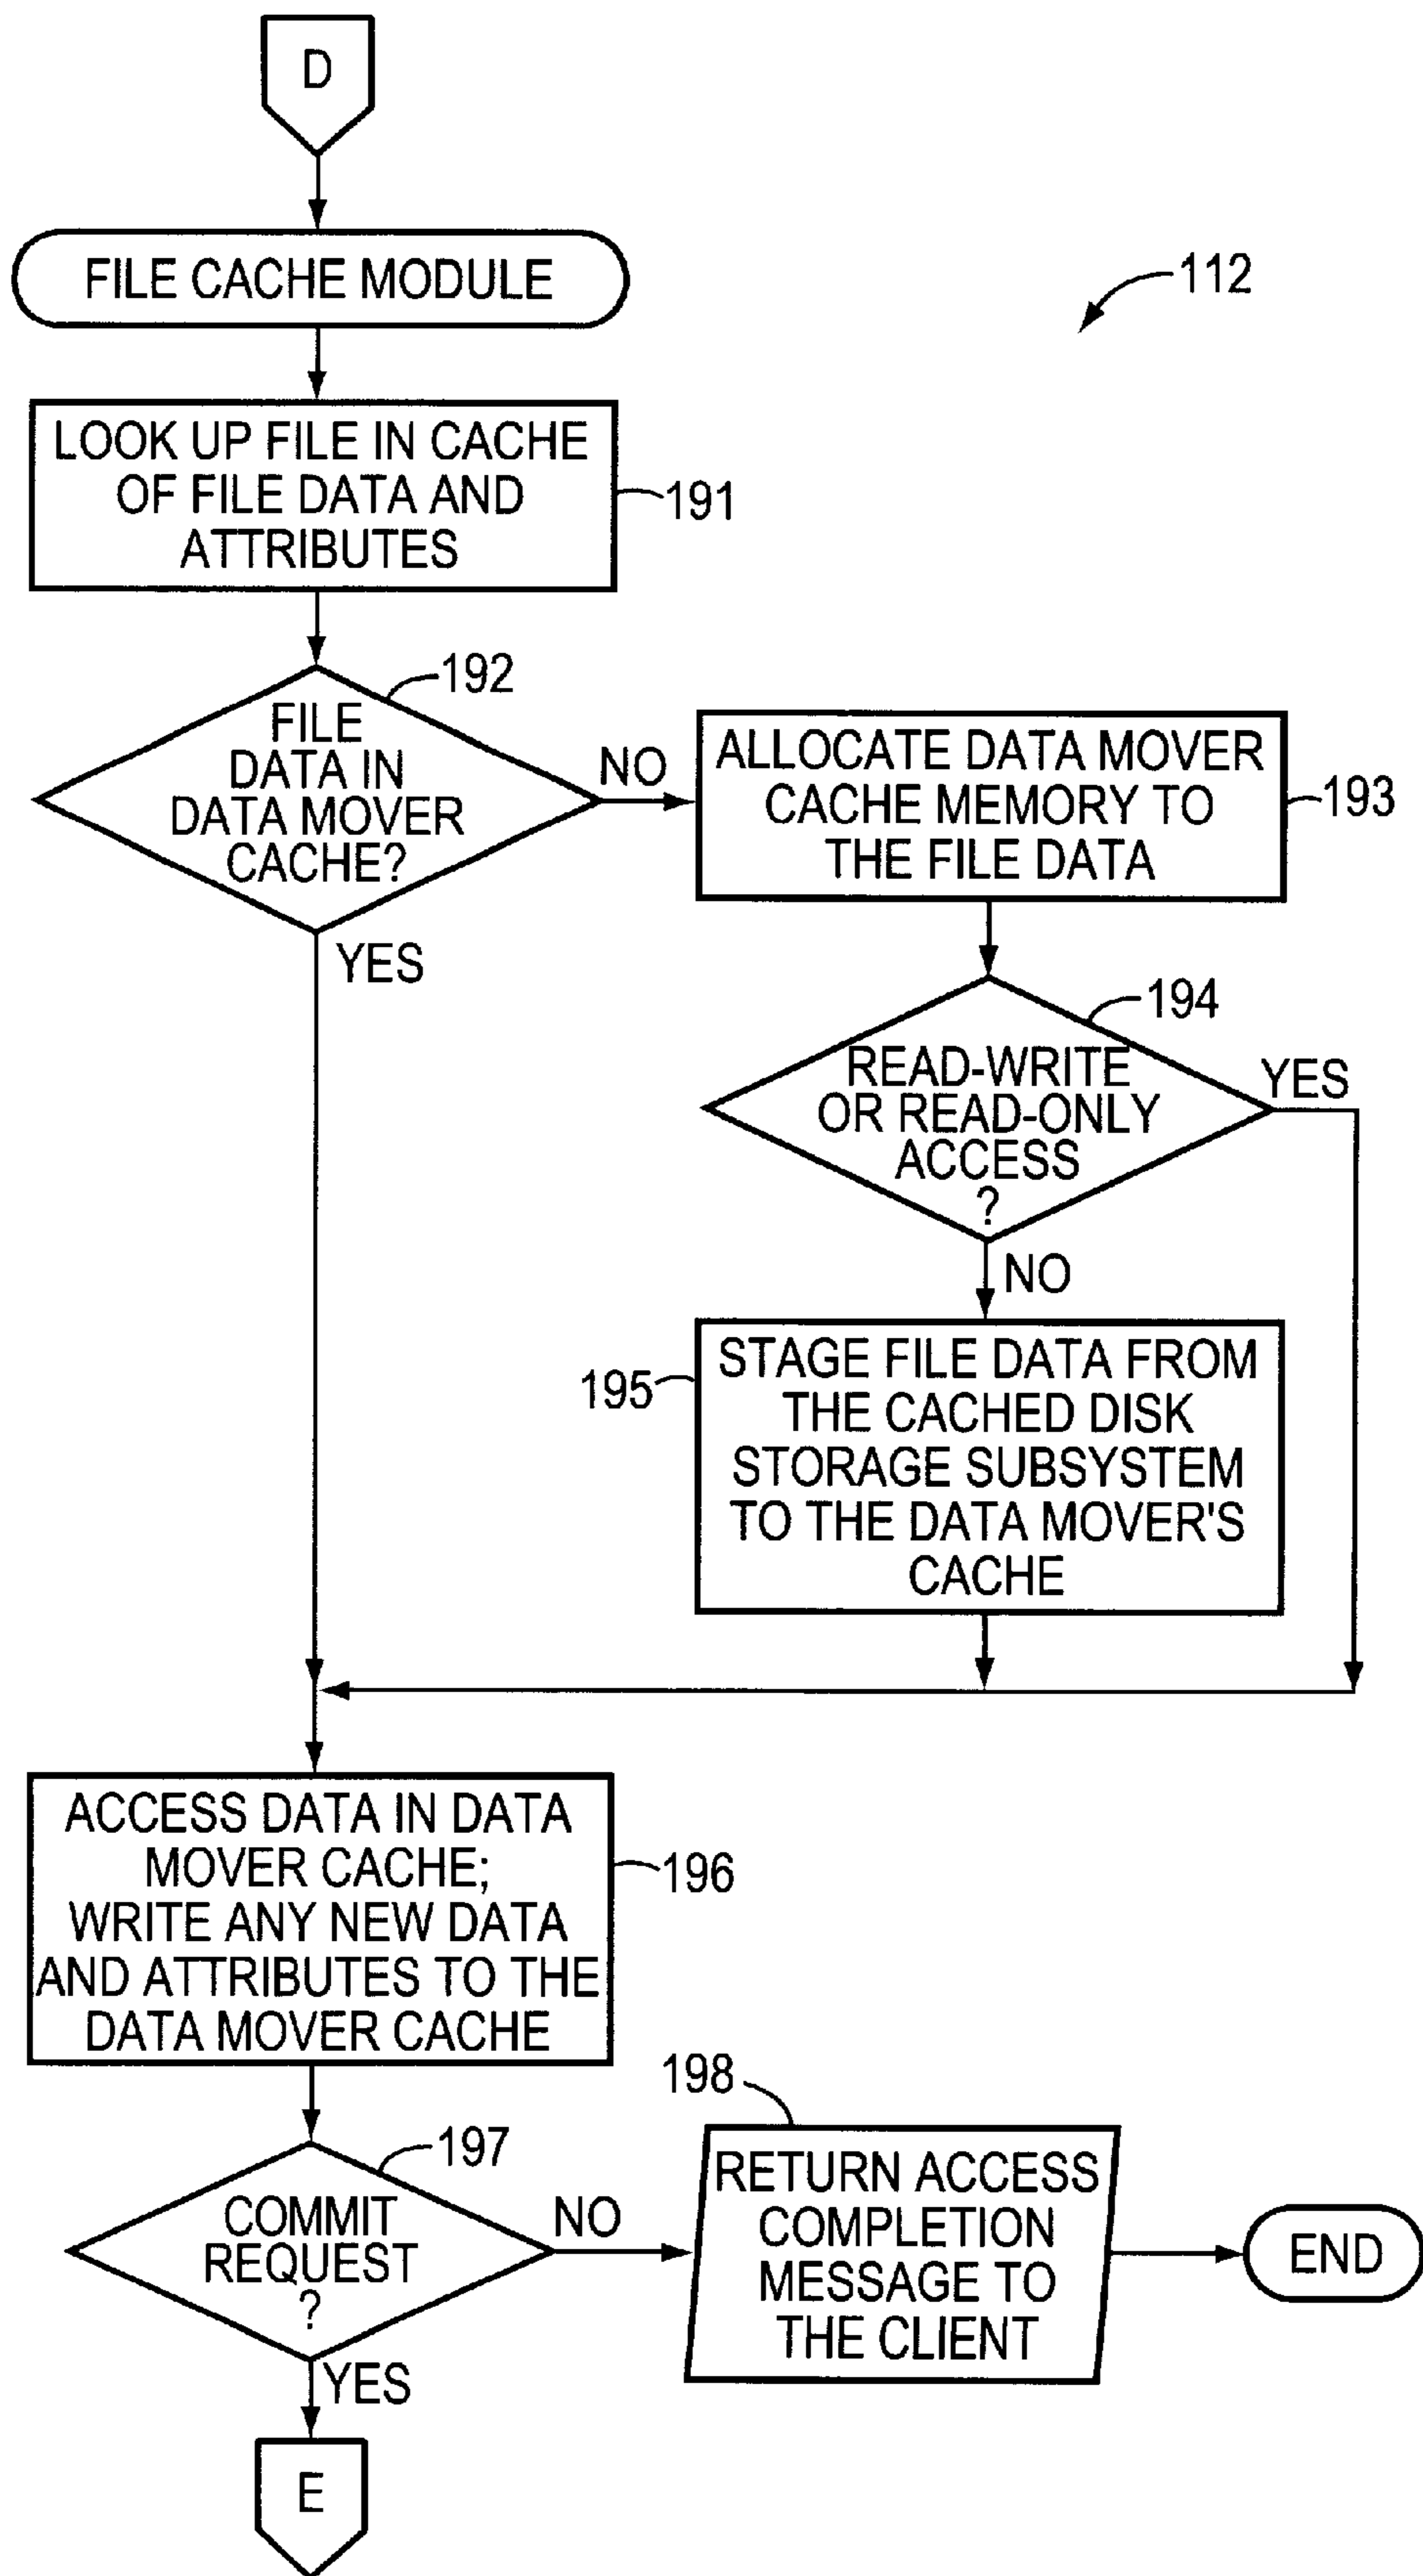 D
FILE CACHE MODULE
112
LOOK UP FILE IN CACHE
OF FILE DATA AND
ATTRIBUTES
191
192
FILE
DATA IN
DATA MOVER
CACHE?
NO
YES
ALLOCATE DATA MOVER
CACHE MEMORY TO
THE FILE DATA
193
194
READ-WRITE
OR READ-ONLY
ACCESS
?
YES
NO
195
STAGE FILE DATA FROM
THE CACHED DISK
STORAGE SUBSYSTEM
TO THE DATA MOVER'S
CACHE
ACCESS DATA IN DATA
MOVER CACHE;
WRITE ANY NEW DATA
AND ATTRIBUTES TO THE
DATA MOVER CACHE
196
197
COMMIT
REQUEST
?
NO
YES
198
RETURN ACCESS
COMPLETION
MESSAGE TO
THE CLIENT
END
E